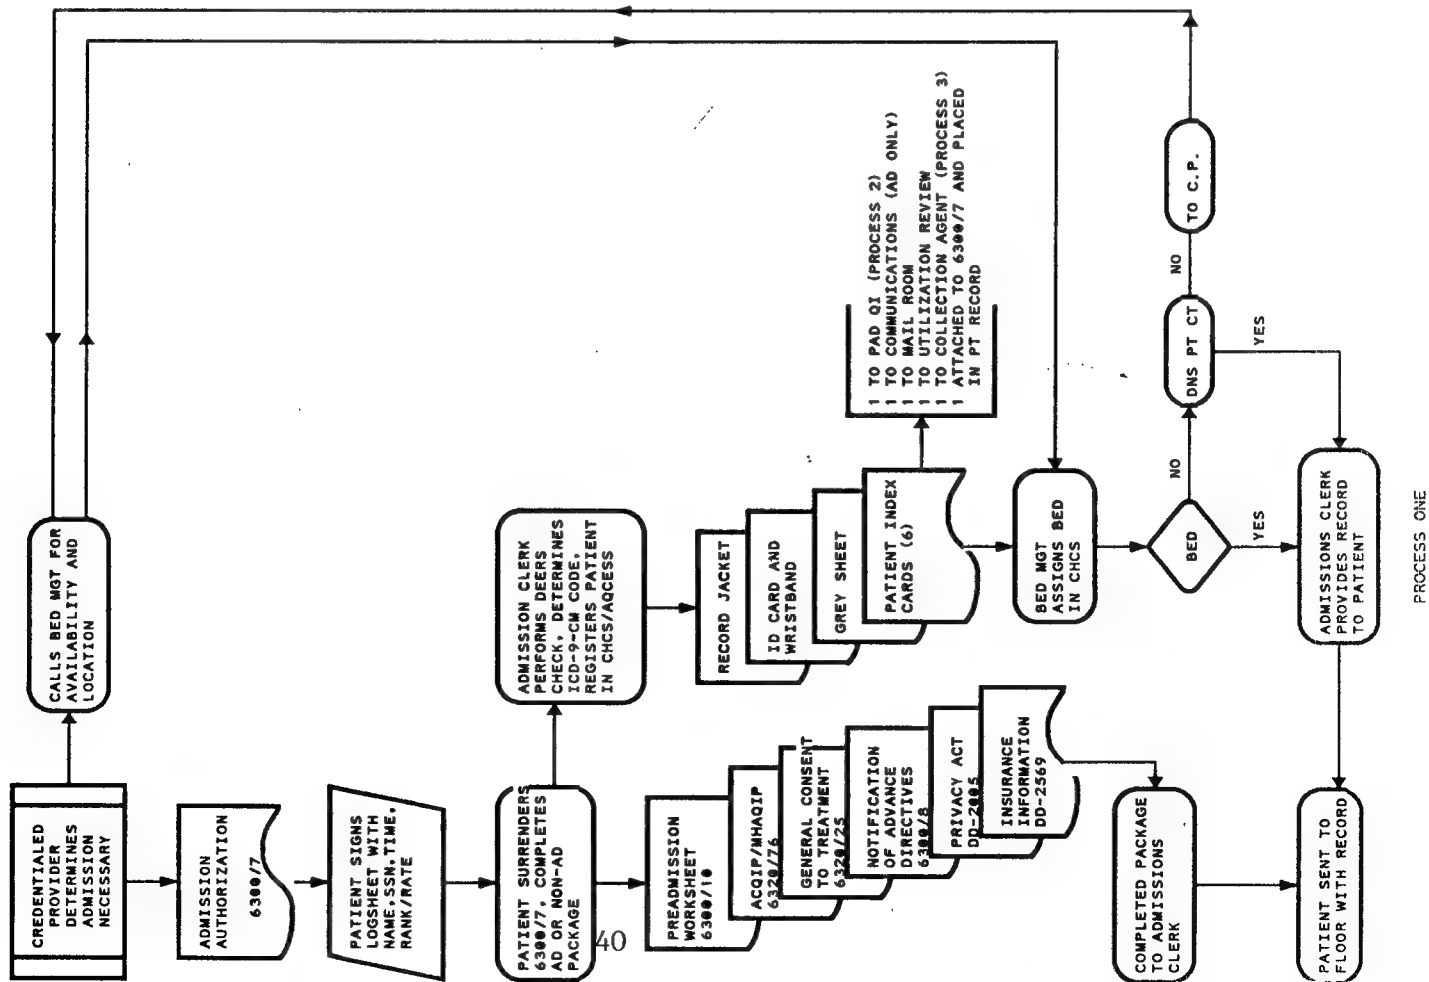 CREDENTIALED
PROVIDER
DETERMINES
ADMISSION
NECESSARY
CALLS BED MGT FOR
AVAILABILITY AND
LOCATION
ADMISSION
AUTHORIZATION
6300/7
PATIENT SIGNS
LOGSHEET WITH
NAME,SSN,TIME,
RANK/RATE
PATIENT SURRENDERS
6300/7, COMPLETES
AD OR NON-AD
PACKAGE
ADMISSION CLERK
PERFORMS DEERS
CHECK, DETERMINES
ICD-9-CM CODE,
REGISTERS PATIENT
IN CHCS/AQCESS
PREADMISSION
WORKSHEET
6300/10
ACQIP/MHAQIP
6320/76
GENERAL CONSENT
TO TREATMENT
6320/25
NOTIFICATION
OF ADVANCE
DIRECTIVES
6300/8
PRIVACY ACT
DD-2005
INSURANCE
INFORMATION
DD-2569
RECORD JACKET
ID CARD AND
WRISTBAND
GREY SHEET
PATIENT INDEX
CARDS (6)
1 TO PAD QI (PROCESS 2)
1 TO COMMUNICATIONS (AD ONLY)
1 TO MAIL ROOM
1 TO UTILIZATION REVIEW
1 TO COLLECTION AGENT (PROCESS 3)
1 ATTACHED TO 6300/7 AND PLACED
IN PT RECORD
BED MGT
ASSIGNS BED
IN CHCS
BED
NO
DNS PT CT
NO
TO C.P.
YES
YES
COMPLETED PACKAGE
TO ADMISSIONS
CLERK
ADMISSIONS CLERK
PROVIDES RECORD
TO PATIENT
PATIENT SENT TO
FLOOR WITH RECORD
PROCESS ONE
40